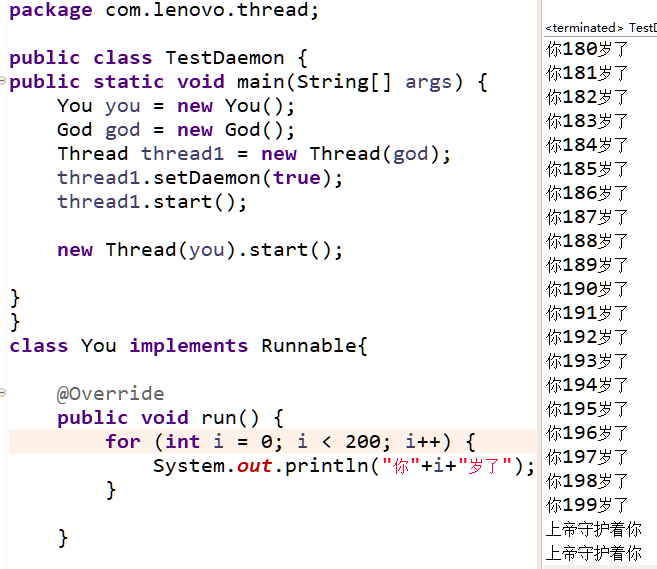 package com.lenovo.thread;
public class TestDaemon {
public static void main(String[] args) {
You you = new You();
God god = new God();
Thread thread1 = new Thread(god);
thread1.setDaemon(true);
thread1.start();
new Thread(you).start();
}
}
class You implements Runnable{
@Override
public void run() {
for (int i = 0; i < 200; i++) {
System.out.println("你"+i+"岁了");
}
}
<terminated> TestD
你180岁了
你181岁了
你182岁了
你183岁了
你184岁了
你185岁了
你186岁了
你187岁了
你188岁了
你189岁了
你190岁了
你191岁了
你192岁了
你193岁了
你194岁了
你195岁了
你196岁了
你197岁了
你198岁了
你199岁了
上帝守护着你
上帝守护着你